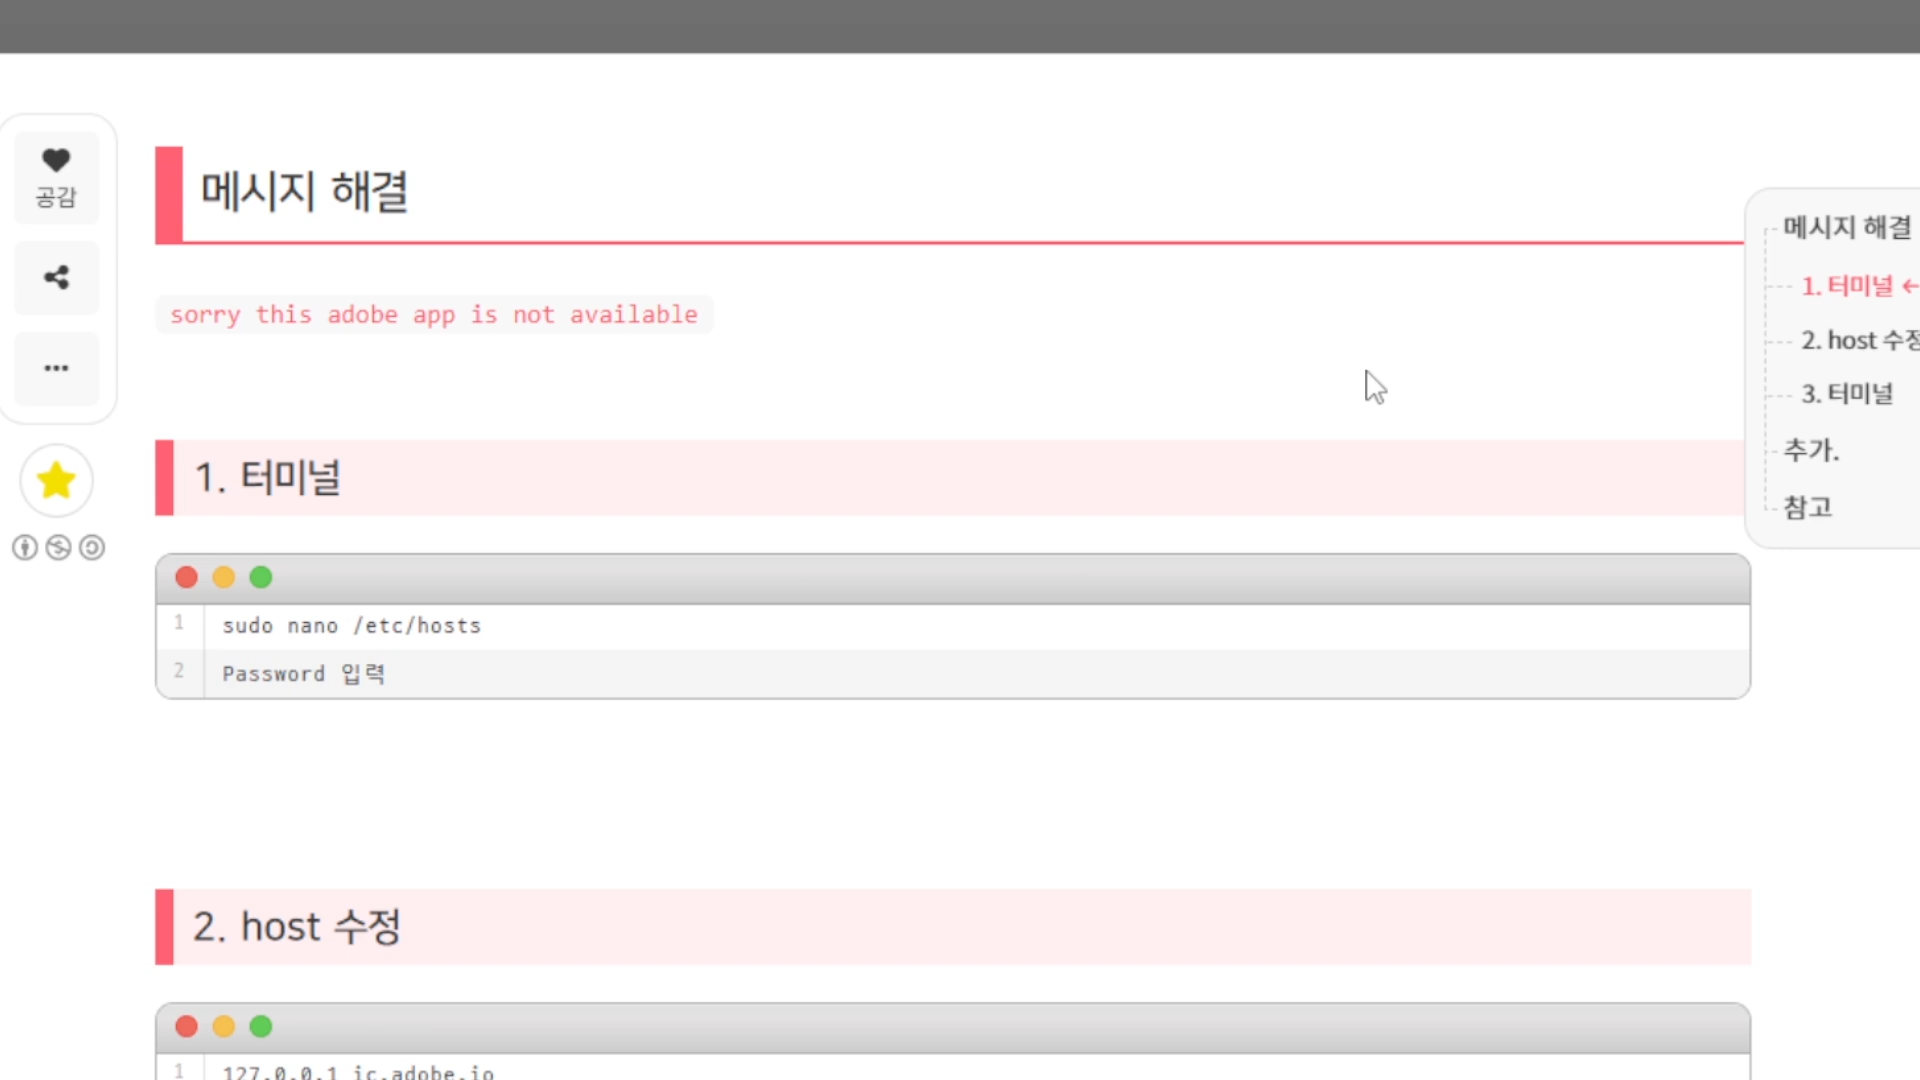 공감
메시지 해결
sorry this adobe app is not available
1. 터미널
1 sudo nano /etc/hosts
2 Password 입력
2. host 수정
1 127.0.0.1 ic.adobe.io
메시지 해결
1. 터미널 ←
2. host 수정
3. 터미널
추가.
참고